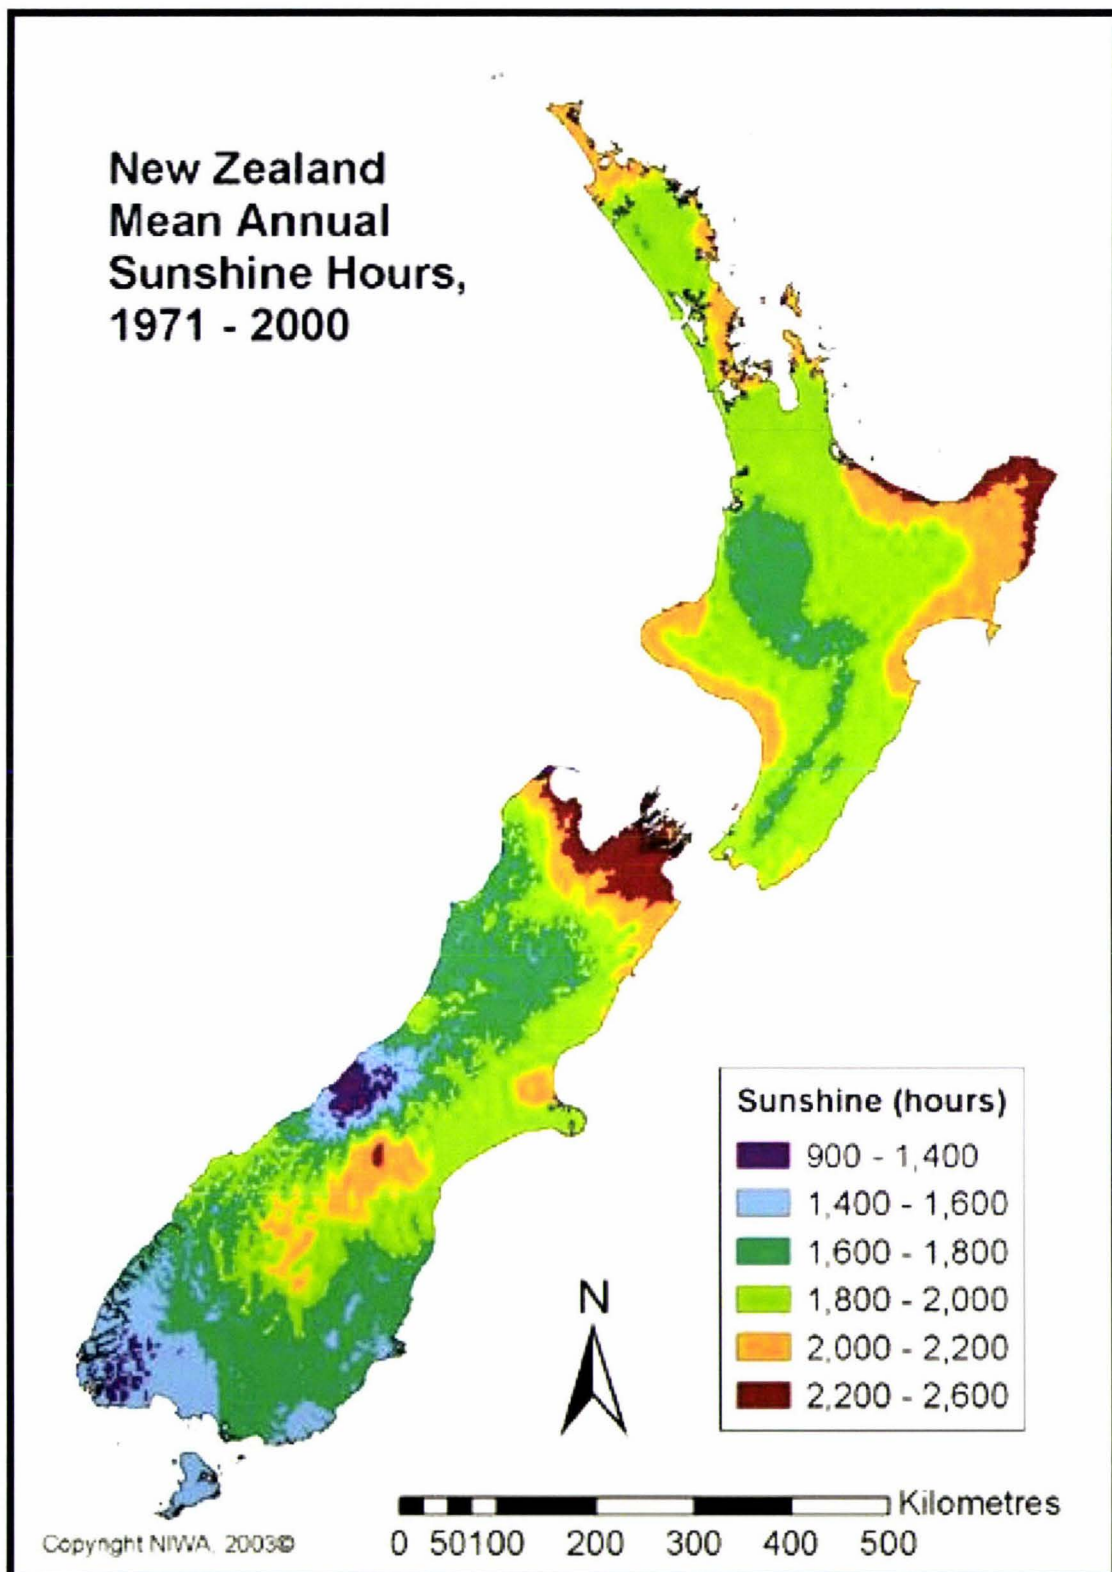 New Zealand
Mean Annual
Sunshine Hours,
1971 - 2000
Sunshine (hours)
900 - 1,400
1,400 - 1,600
1,600 - 1,800
1,800 - 2,000
2,000 - 2,200
2,200 - 2,600
N
Kilometres
0 50 100 200 300 400 500
Copyright NIWA, 2003©